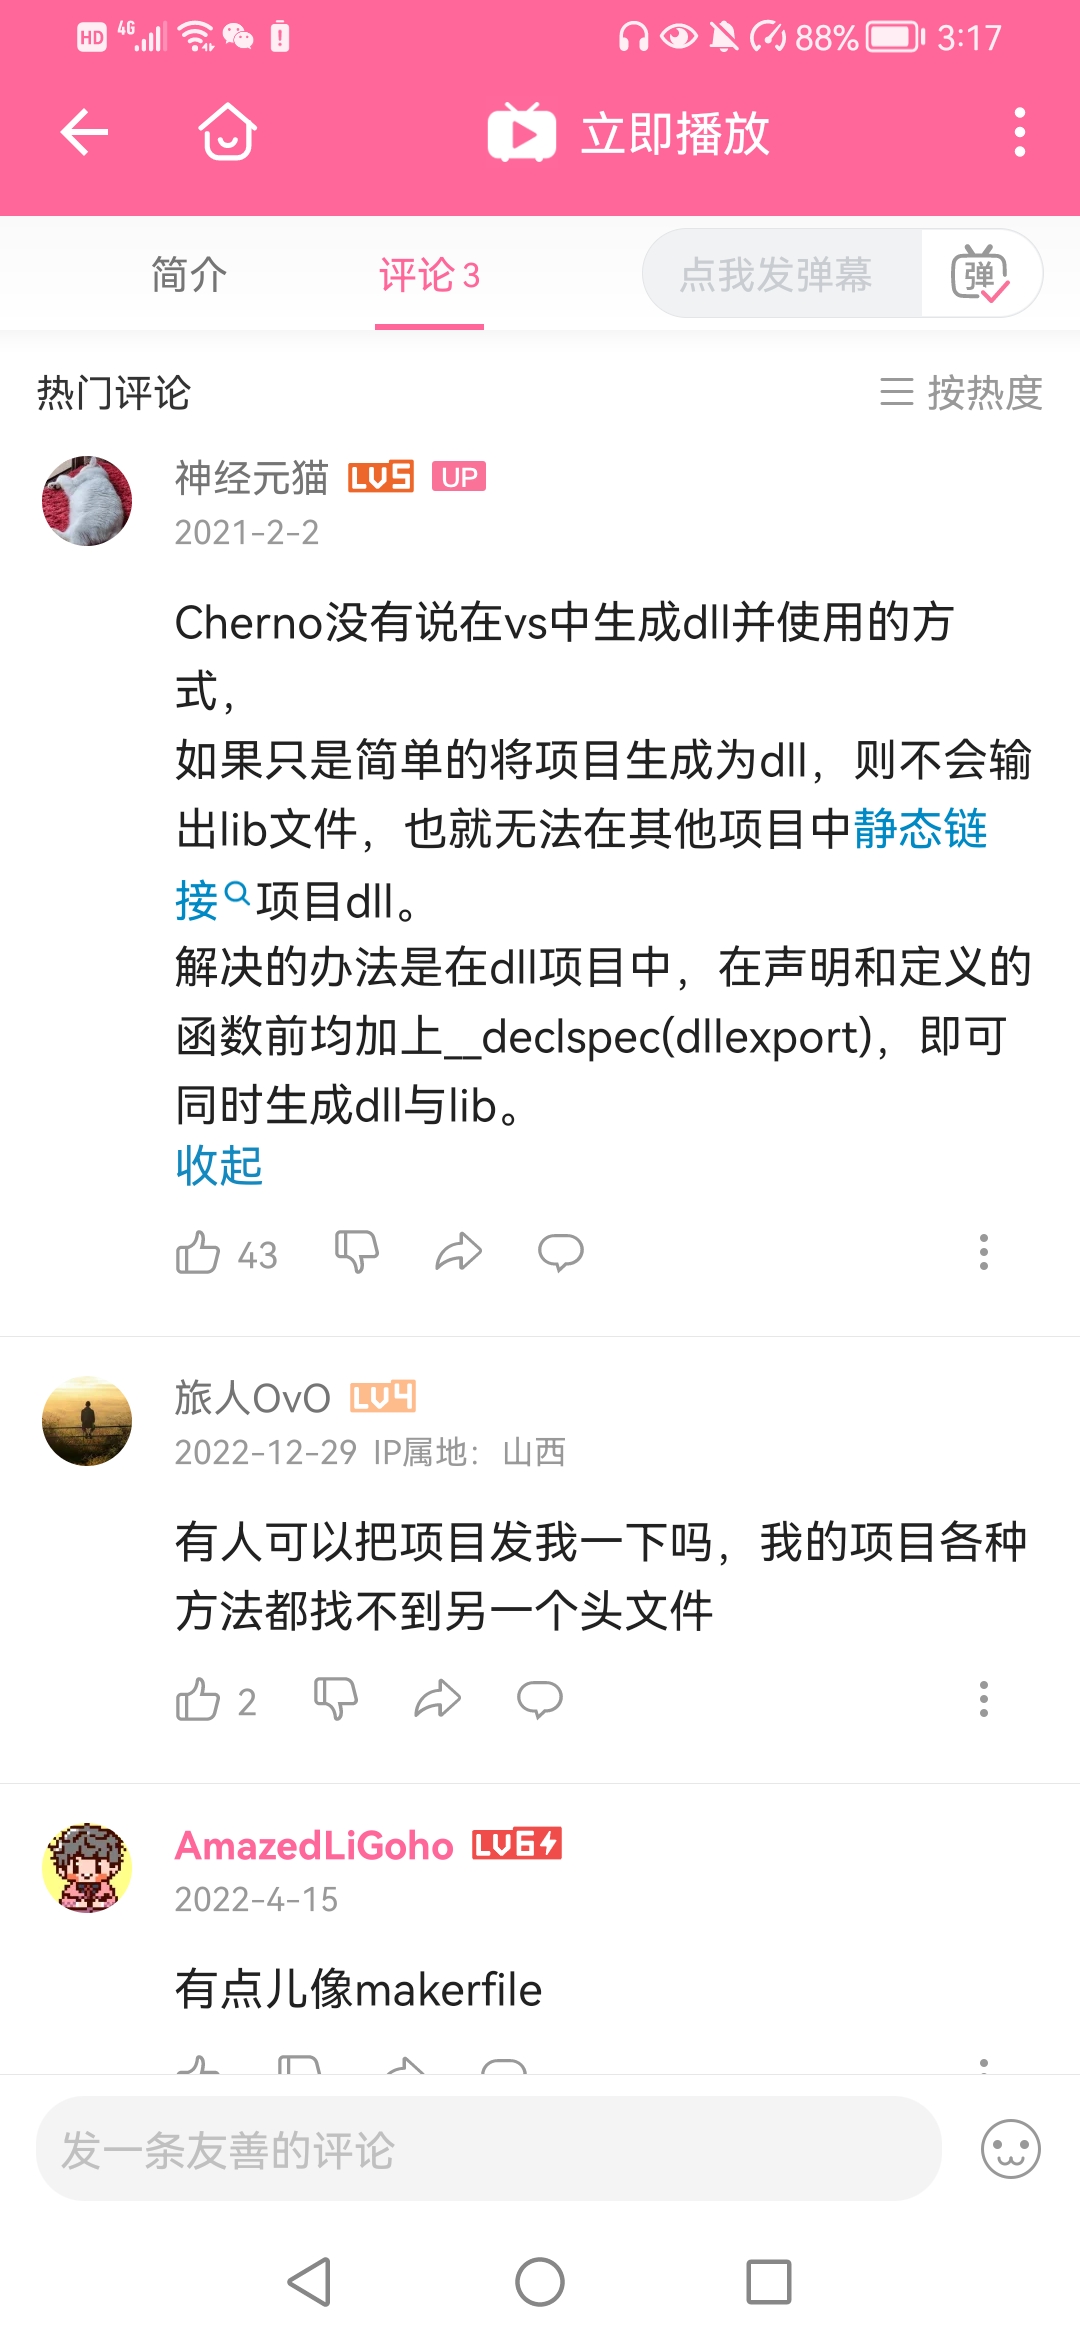 HD 4G 88% 3:17
立即播放
简介 评论 3 点我发弹幕 弹
热门评论 按热度
神经元猫 LV5 UP
2021-2-2
Cherno没有说在vs中生成dll并使用的方
式，
如果只是简单的将项目生成为dll，则不会输
出lib文件，也就无法在其他项目中静态链
接项目dll。
解决的办法是在dll项目中，在声明和定义的
函数前均加上__declspec(dllexport)，即可
同时生成dll与lib。
收起
43
旅人OvO LV4
2022-12-29 IP属地：山西
有人可以把项目发我一下吗，我的项目各种
方法都找不到另一个头文件
2
AmazedLiGoho LV6
2022-4-15
有点儿像makerfile
发一条友善的评论